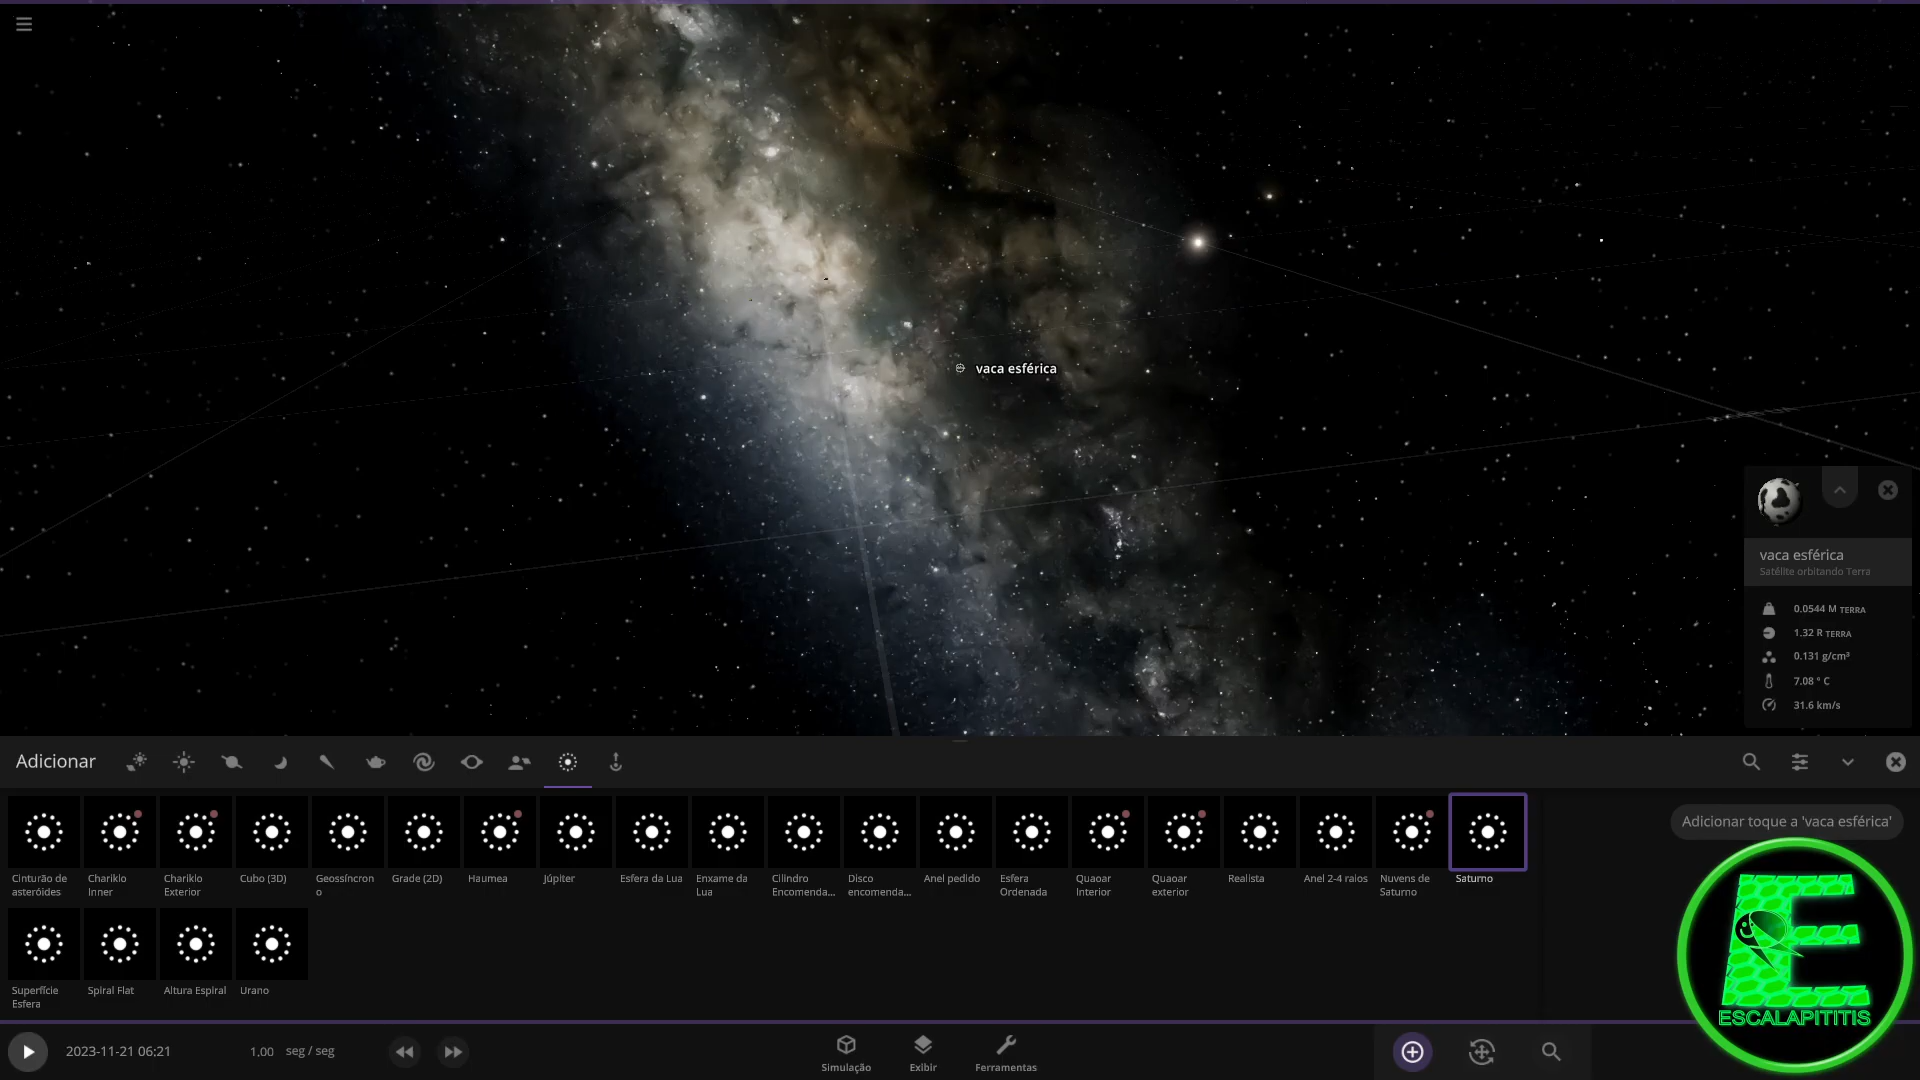 vaca esférica
vaca esférica
Satélite orbitando Terra
0.0544 M TERRA
1.32 R TERRA
0.131 g/cm³
7.08 ° C
31.6 km/s
Adicionar
Adicionar toque a 'vaca esférica'
Cinturão de
asteróides
Chariklo
Inner
Chariklo
Exterior
Cubo (3D)
Geossíncron
o
Grade (2D)
Haumea
Júpiter
Esfera da Lua
Enxame da
Lua
Cilindro
Encomenda...
Disco
encomenda...
Anel pedido
Esfera
Ordenada
Quaoar
Interior
Quaoar
exterior
Realista
Anel 2-4 raios
Nuvens de
Saturno
Saturno
Superfície
Esfera
Spiral Flat
Altura Espiral
Urano
E
ESCALAPITITIS
2023-11-21 06:21
1,00 seg / seg
Simulação
Exibir
Ferramentas